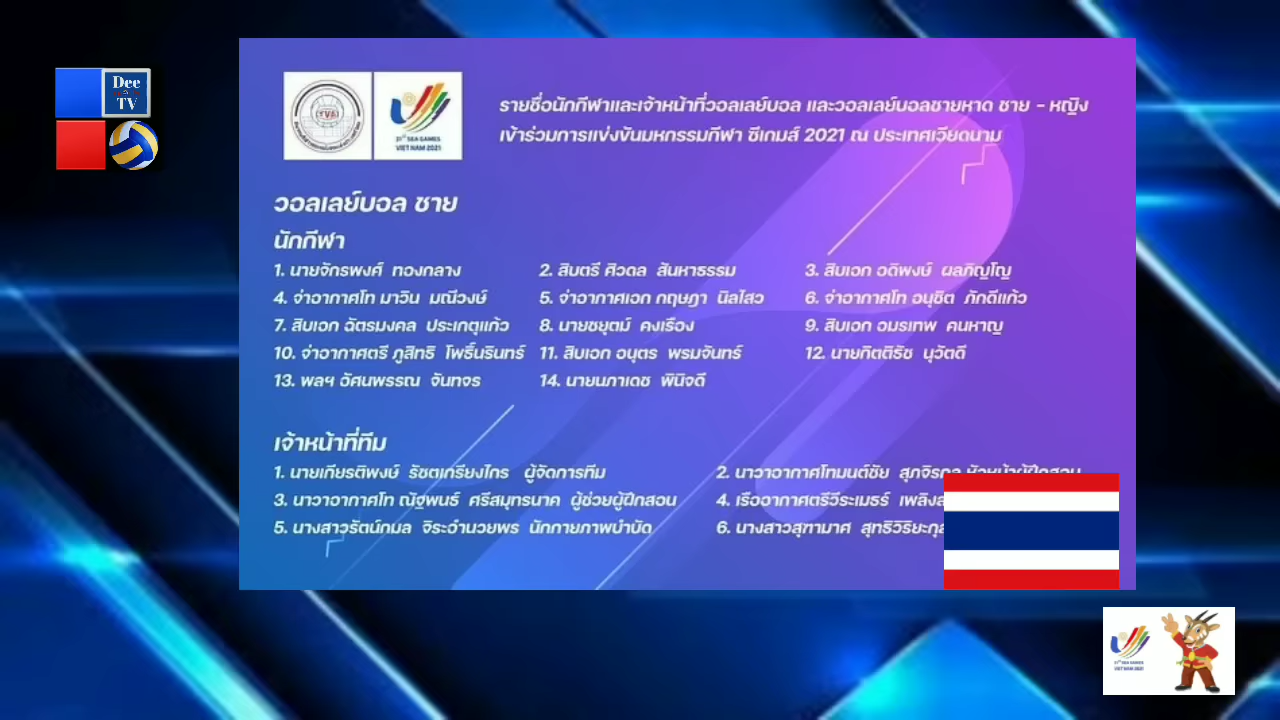 Dee
TV
TVA
31ˢᵗ SEA GAMES
VIET NAM 2021
รายชื่อนักกีฬาและเจ้าหน้าที่วอลเลย์บอล และวอลเลย์บอลชายหาด ชาย - หญิง
เข้าร่วมการแข่งขันมหกรรมกีฬา ซีเกมส์ 2021 ณ ประเทศเวียดนาม
วอลเลย์บอล ชาย
นักกีฬา
1. นายจักรพงศ์ ทองกลาง 2. สิบตรี ศิวดล สันหาธรรม 3. สิบเอก อดิพงษ์ ผลภิญโญ
4. จ่าอากาศโท มาวิน มณีวงษ์ 5. จ่าอากาศเอก กฤษฎา นิลไสว 6. จ่าอากาศโท อนุชิต ภักดีแก้ว
7. สิบเอก ฉัตรมงคล ประเกตุแก้ว 8. นายชยุตม์ คงเรือง 9. สิบเอก อมรเทพ คนหาญ
10. จ่าอากาศตรี ภูสิทธิ โพธิ์นรินทร์ 11. สิบเอก อนุตร พรมจันทร์ 12. นายกิตติธัช นุวัตดี
13. พลฯ วัศนพรรณ จันทจร 14. นายนภาเดช พินิจดี
เจ้าหน้าที่ทีม
1. นายเกียรติพงษ์ รัชตเกรียงไกร ผู้จัดการทีม 2. นาวาอากาศโทมนต์ชัย
3. นาวาอากาศโท ณัฐพนธ์ ศรีสมุทรนาค ผู้ช่วยผู้ฝึกสอน 4. เรืออากาศตรีวีระเมธร์
5. นางสาวรัตน์กมล จิระอำนวยพร นักกายภาพบำบัด 6. นางสาวสุฑามาศ
31ˢᵗ SEA GAMES
VIET NAM 2021